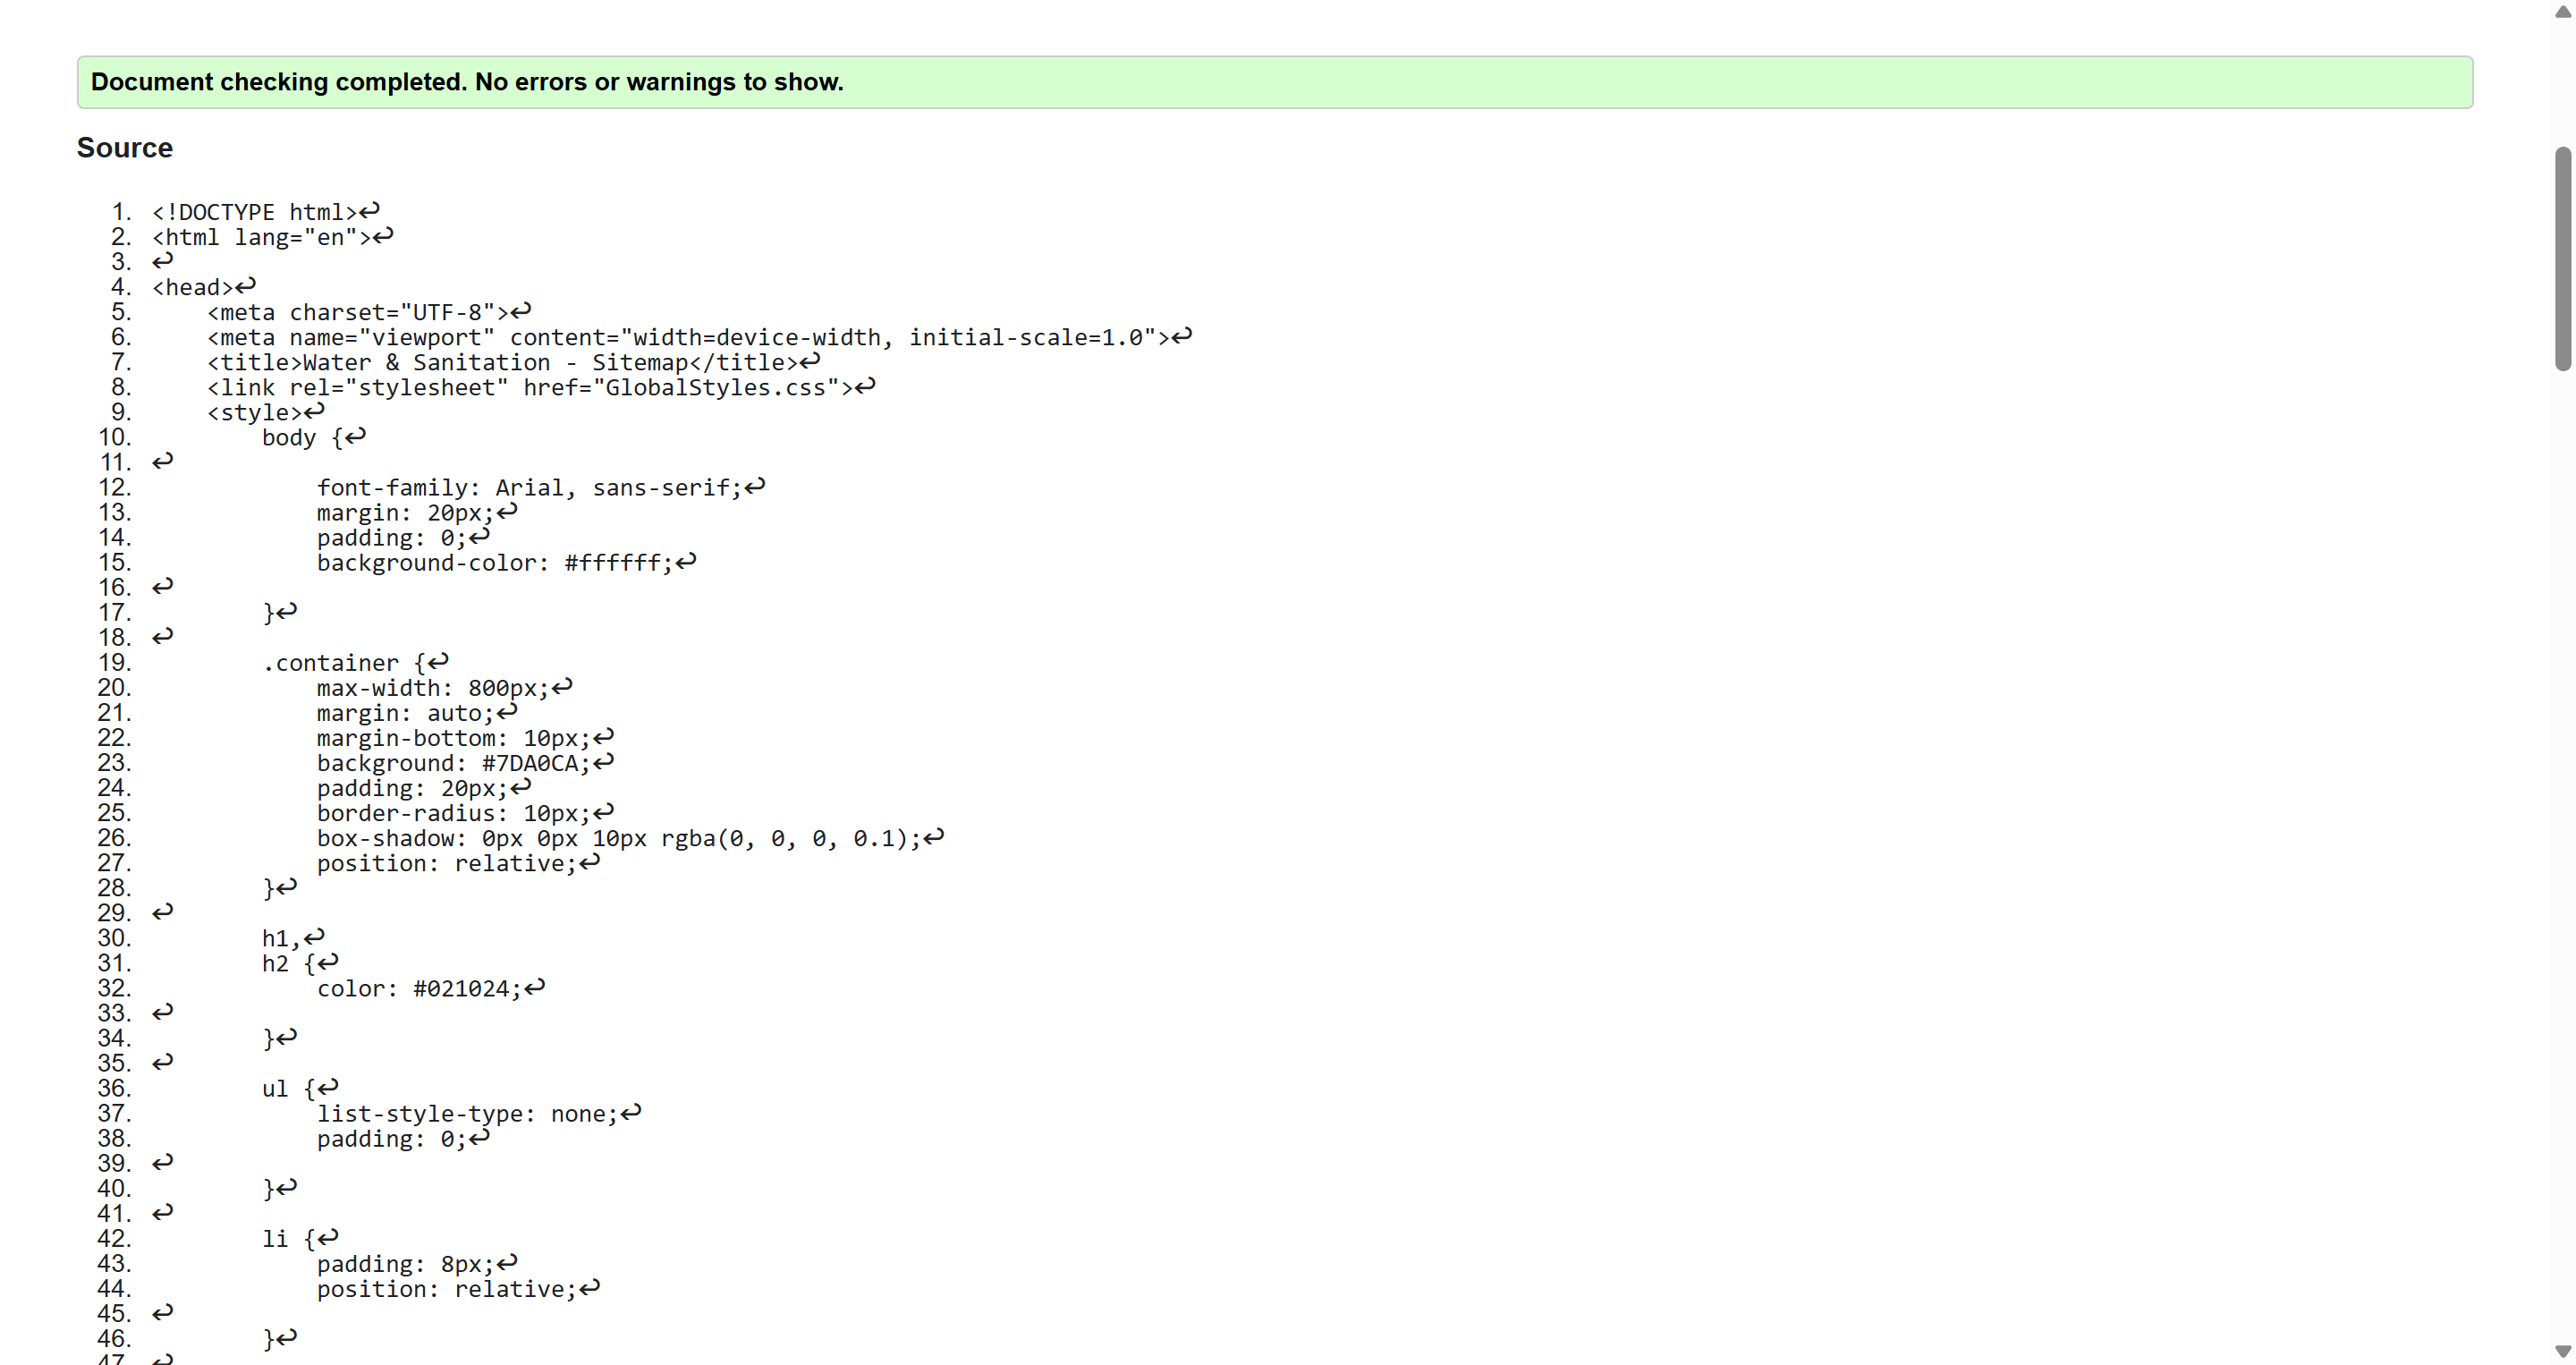 Document checking completed. No errors or warnings to show.
Source
1. <!DOCTYPE html>↩
2. <html lang="en">↩
3. ↩
4. <head>↩
5.     <meta charset="UTF-8">↩
6.     <meta name="viewport" content="width=device-width, initial-scale=1.0">↩
7.     <title>Water & Sanitation - Sitemap</title>↩
8.     <link rel="stylesheet" href="GlobalStyles.css">↩
9.     <style>↩
10.         body {↩
11. ↩
12.             font-family: Arial, sans-serif;↩
13.             margin: 20px;↩
14.             padding: 0;↩
15.             background-color: #ffffff;↩
16. ↩
17.         }↩
18. ↩
19.         .container {↩
20.             max-width: 800px;↩
21.             margin: auto;↩
22.             margin-bottom: 10px;↩
23.             background: #7DA0CA;↩
24.             padding: 20px;↩
25.             border-radius: 10px;↩
26.             box-shadow: 0px 0px 10px rgba(0, 0, 0, 0.1);↩
27.             position: relative;↩
28.         }↩
29. ↩
30.         h1,↩
31.         h2 {↩
32.             color: #021024;↩
33. ↩
34.         }↩
35. ↩
36.         ul {↩
37.             list-style-type: none;↩
38.             padding: 0;↩
39. ↩
40.         }↩
41. ↩
42.         li {↩
43.             padding: 8px;↩
44.             position: relative;↩
45. ↩
46.         }↩
47. ↩